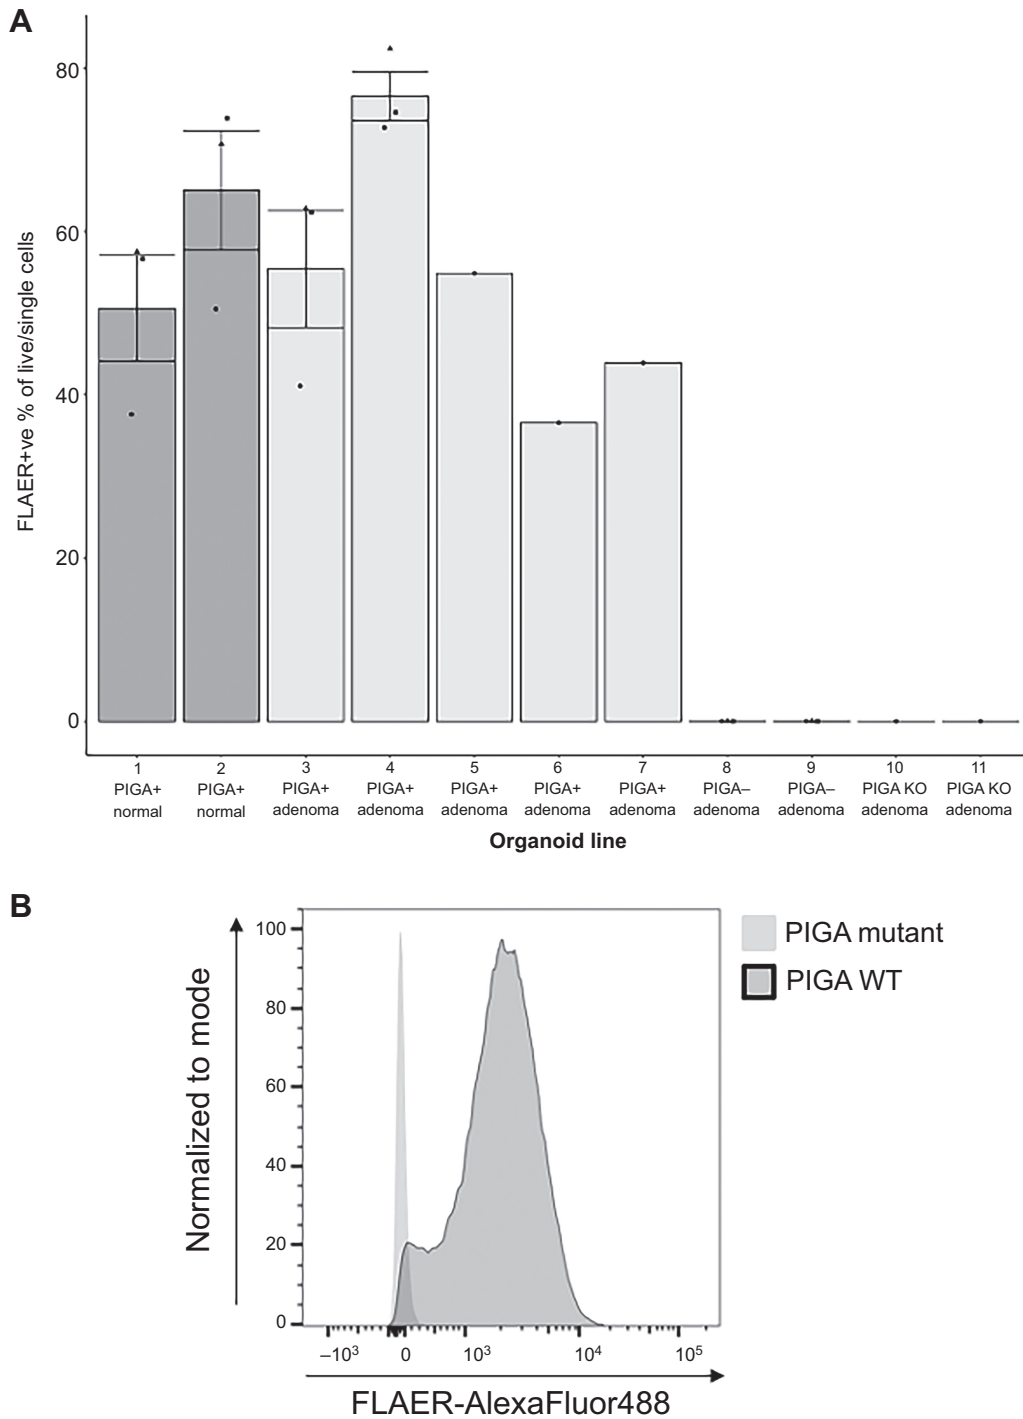 A
FLAER+ve % of live/single cells
80
60
40
20
0
1 2 3 4 5 6 7 8 9 10 11
PIGA+ PIGA+ PIGA+ PIGA+ PIGA+ PIGA+ PIGA+ PIGA– PIGA– PIGA KO PIGA KO
normal normal adenoma adenoma adenoma adenoma adenoma adenoma adenoma adenoma adenoma
Organoid line
B
Normalized to mode
100
80
60
40
20
0
–10³ 0 10³ 10⁴ 10⁵
FLAER-AlexaFluor488
PIGA mutant
PIGA WT